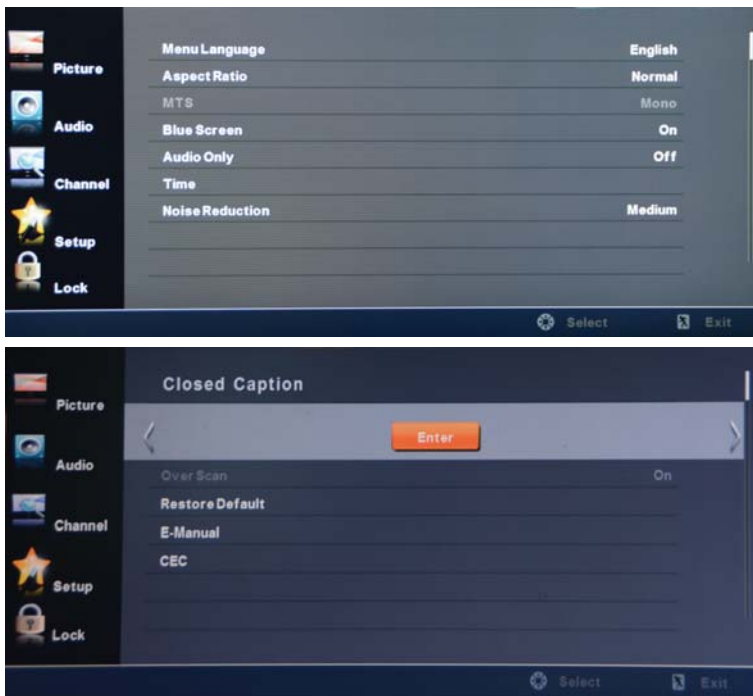 Menu Language English
Picture
Aspect Ratio Normal
MTS Mono
Audio
Blue Screen On
Audio Only Off
Channel
Time
Noise Reduction Medium
Setup
Lock
Select Exit
Closed Caption
Picture
Enter
Audio
Over Scan On
Restore Default
Channel
E-Manual
CEC
Setup
Lock
Select Exit